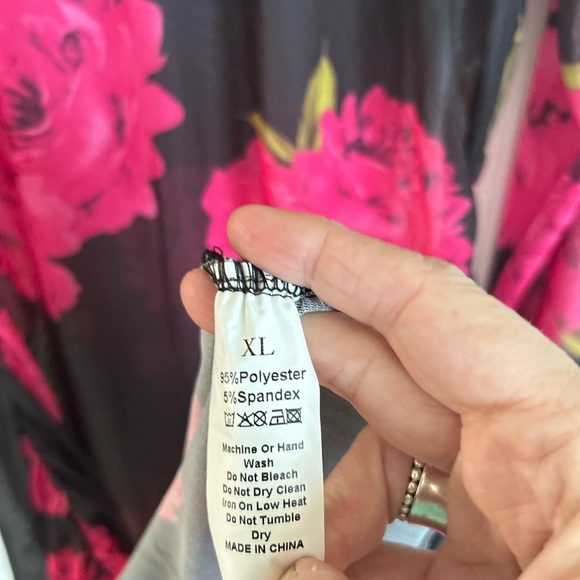 XL
95%Polyester
5%Spandex
Machine Or Hand
Wash
Do Not Bleach
Do Not Dry Clean
Iron On Low Heat
Do Not Tumble
Dry
MADE IN CHINA